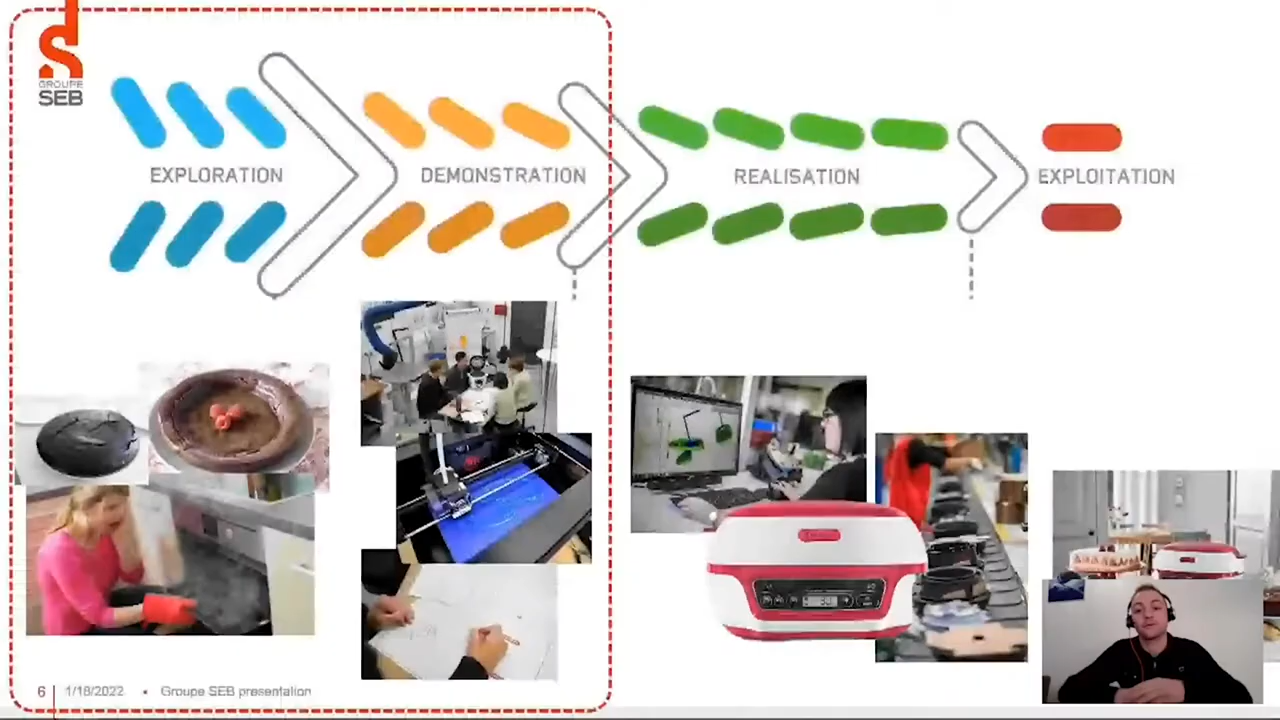 GROUPE
SEB
EXPLORATION
DEMONSTRATION
REALISATION
EXPLOITATION
6
1/18/2022 • Groupe SEB presentation